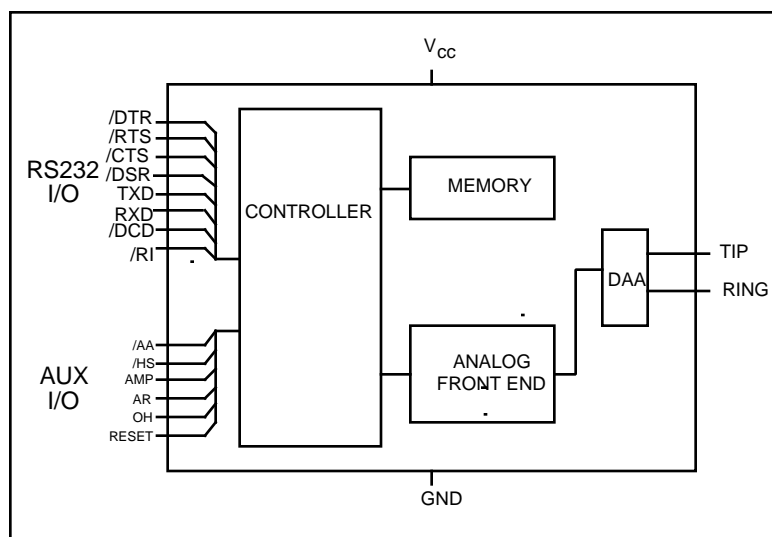 Vcc
/DTR
/RTS
/CTS
/DSR
TXD
RXD
/DCD
/RI
RS232
I/O
CONTROLLER
MEMORY
DAA
TIP
RING
ANALOG
FRONT END
/AA
/HS
AMP
AR
OH
RESET
AUX
I/O
GND